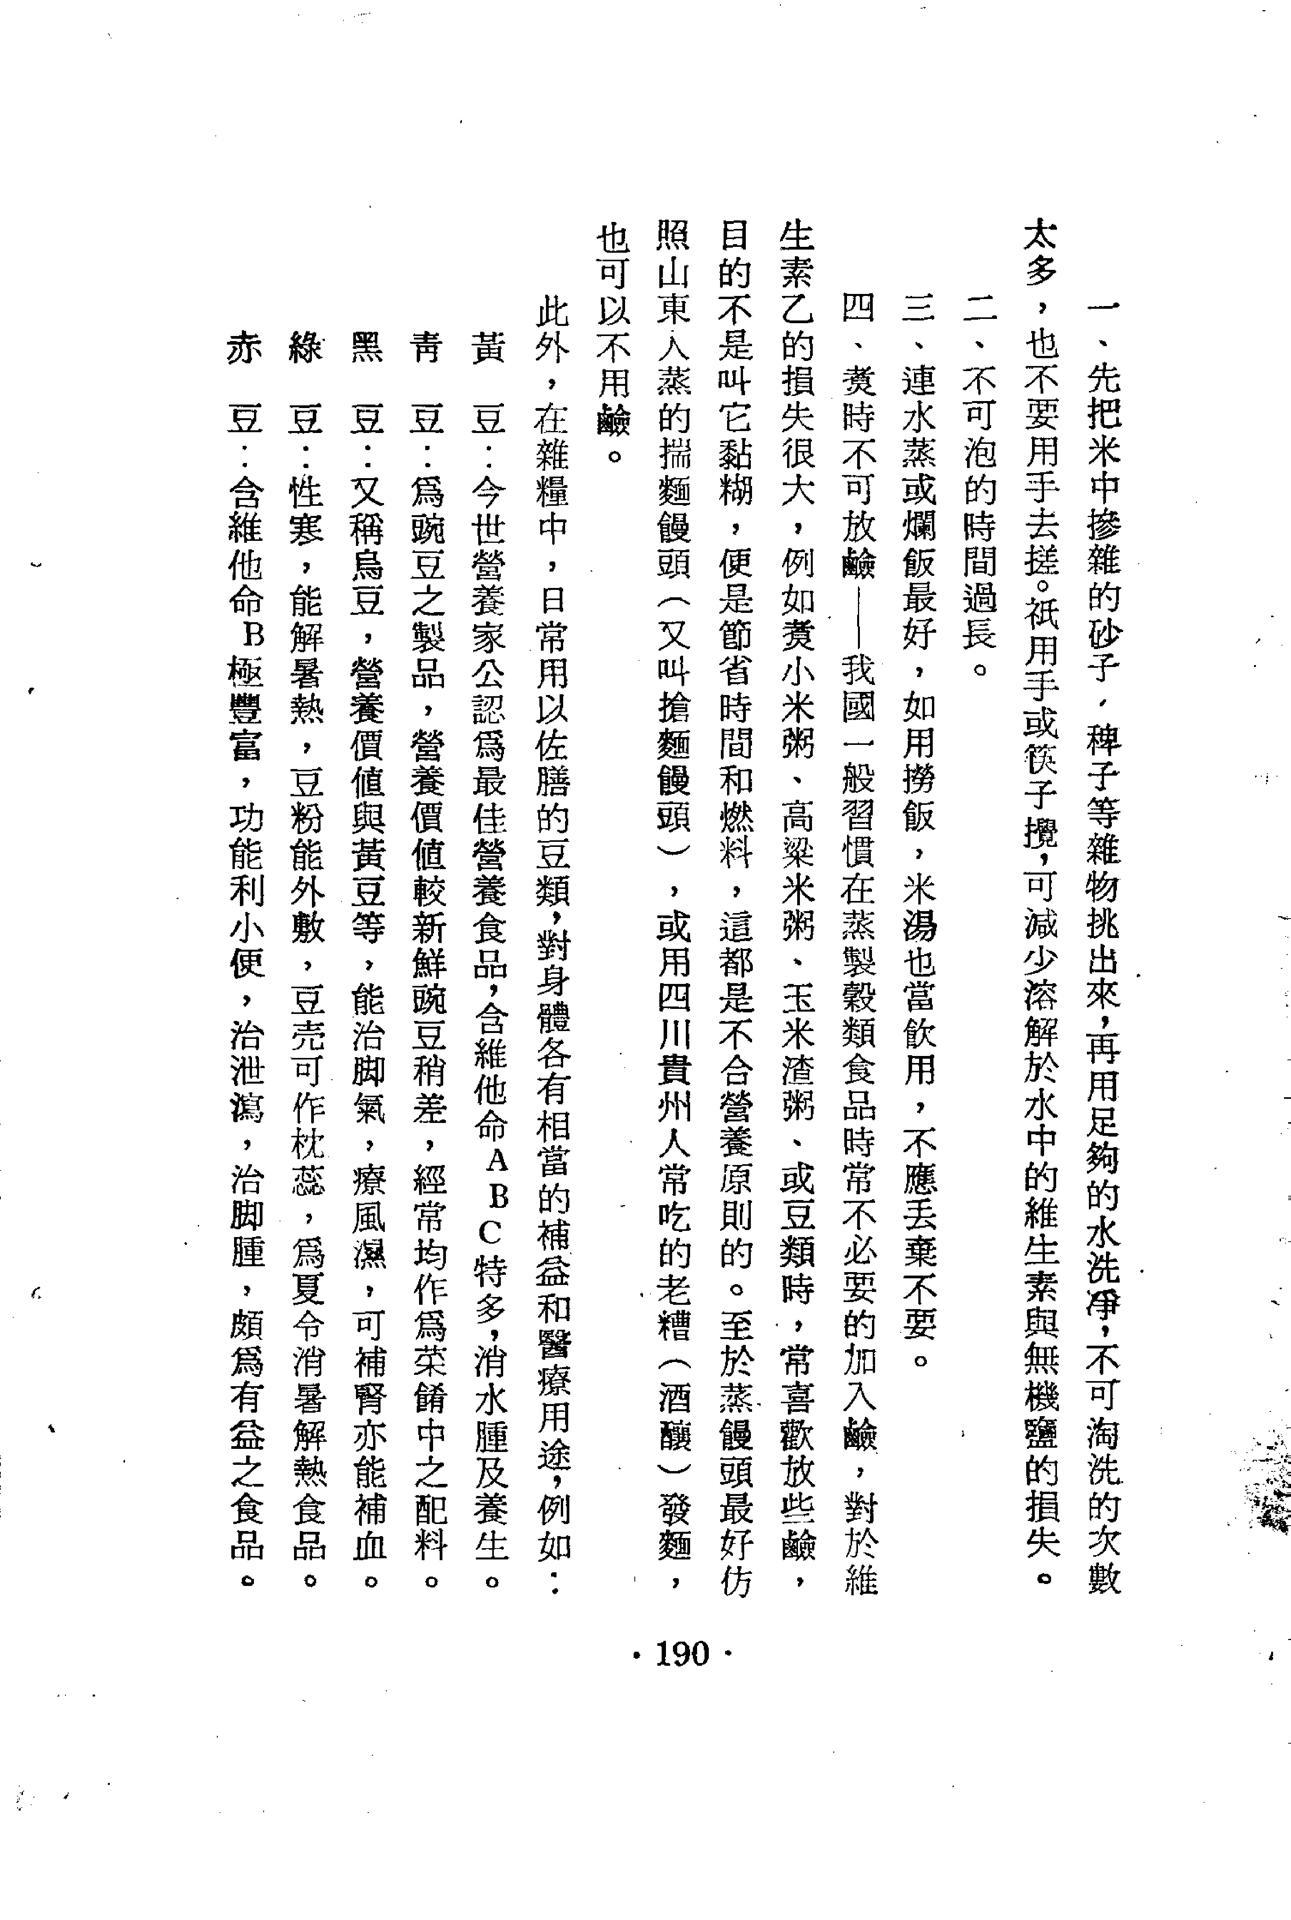 一、先把米中摻雜的砂子，稗子等雜物挑出來，再用足夠的水洗凈，不可淘洗的次數
太多，也不要用手去搓。祇用手或筷子攪，可減少溶解於水中的維生素與無機鹽的損失。
二、不可泡的時間過長。
三、連水蒸或爛飯最好，如用撈飯，米湯也當飲用，不應丟棄不要。
四、煑時不可放鹼——我國一般習慣在蒸製穀類食品時常不必要的加入鹼，對於維
生素乙的損失很大，例如煑小米粥、高粱米粥、玉米渣粥、或豆類時，常喜歡放些鹼，
目的不是叫它黏糊，便是節省時間和燃料，這都是不合營養原則的。至於蒸饅頭最好仿
照山東人蒸的揣麵饅頭（又叫搶麵饅頭），或用四川貴州人常吃的老糟（酒釀）發麵，
也可以不用鹼。
此外，在雜糧中，日常用以佐膳的豆類，對身體各有相當的補益和醫療用途，例如：
黃　豆：今世營養家公認爲最佳營養食品，含維他命ABC特多，消水腫及養生。
靑　豆：爲豌豆之製品，營養價值較新鮮豌豆稍差，經常均作爲菜餚中之配料。
黑　豆：又稱烏豆，營養價值與黃豆等，能治脚氣，療風濕，可補腎亦能補血。
綠　豆：性寒，能解暑熱，豆粉能外敷，豆壳可作枕蕊，爲夏令消暑解熱食品。
赤　豆：含維他命B極豐富，功能利小便，治泄瀉，治脚腫，頗爲有益之食品。
·190·